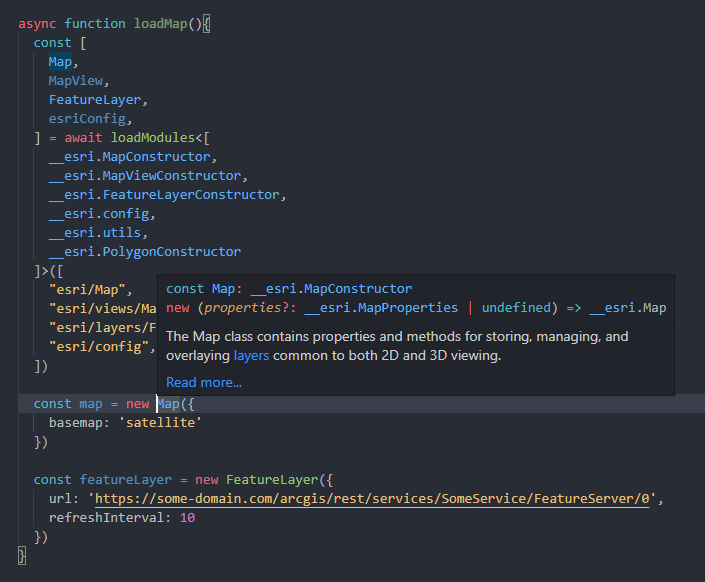 async function loadMap(){
const [
Map,
MapView,
FeatureLayer,
esriConfig,
] = await loadModules<[
__esri.MapConstructor,
__esri.MapViewConstructor,
__esri.FeatureLayerConstructor,
__esri.config,
__esri.utils,
__esri.PolygonConstructor
]>([
"esri/Map",
"esri/views/Ma
"esri/layers/F
"esri/config",
])
const Map: __esri.MapConstructor
new (properties?: __esri.MapProperties | undefined) => __esri.Map
The Map class contains properties and methods for storing, managing, and
overlaying layers common to both 2D and 3D viewing.
Read more...
const map = new Map({
basemap: 'satellite'
})
const featureLayer = new FeatureLayer({
url: 'https://some-domain.com/arcgis/rest/services/SomeService/FeatureServer/0',
refreshInterval: 10
})
}